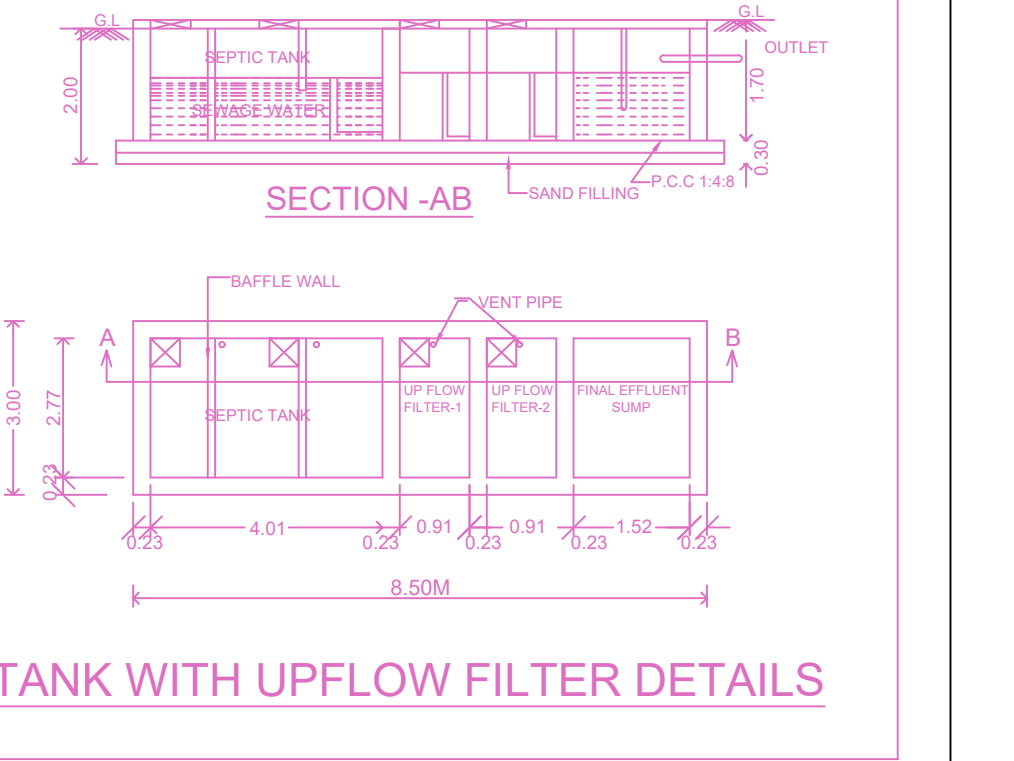 G.L
G.L
OUTLET
SEPTIC TANK
2.00
SEWAGE WATER
1.70
0.30
P.C.C 1:4:8
SAND FILLING
SECTION -AB
BAFFLE WALL
VENT PIPE
A
B
3.00
2.77
0.23
SEPTIC TANK
UP FLOW
FILTER-1
UP FLOW
FILTER-2
FINAL EFFLUENT
SUMP
4.01
0.91
0.91
1.52
0.23
0.23
0.23
0.23
0.23
8.50M
TANK WITH UPFLOW FILTER DETAILS